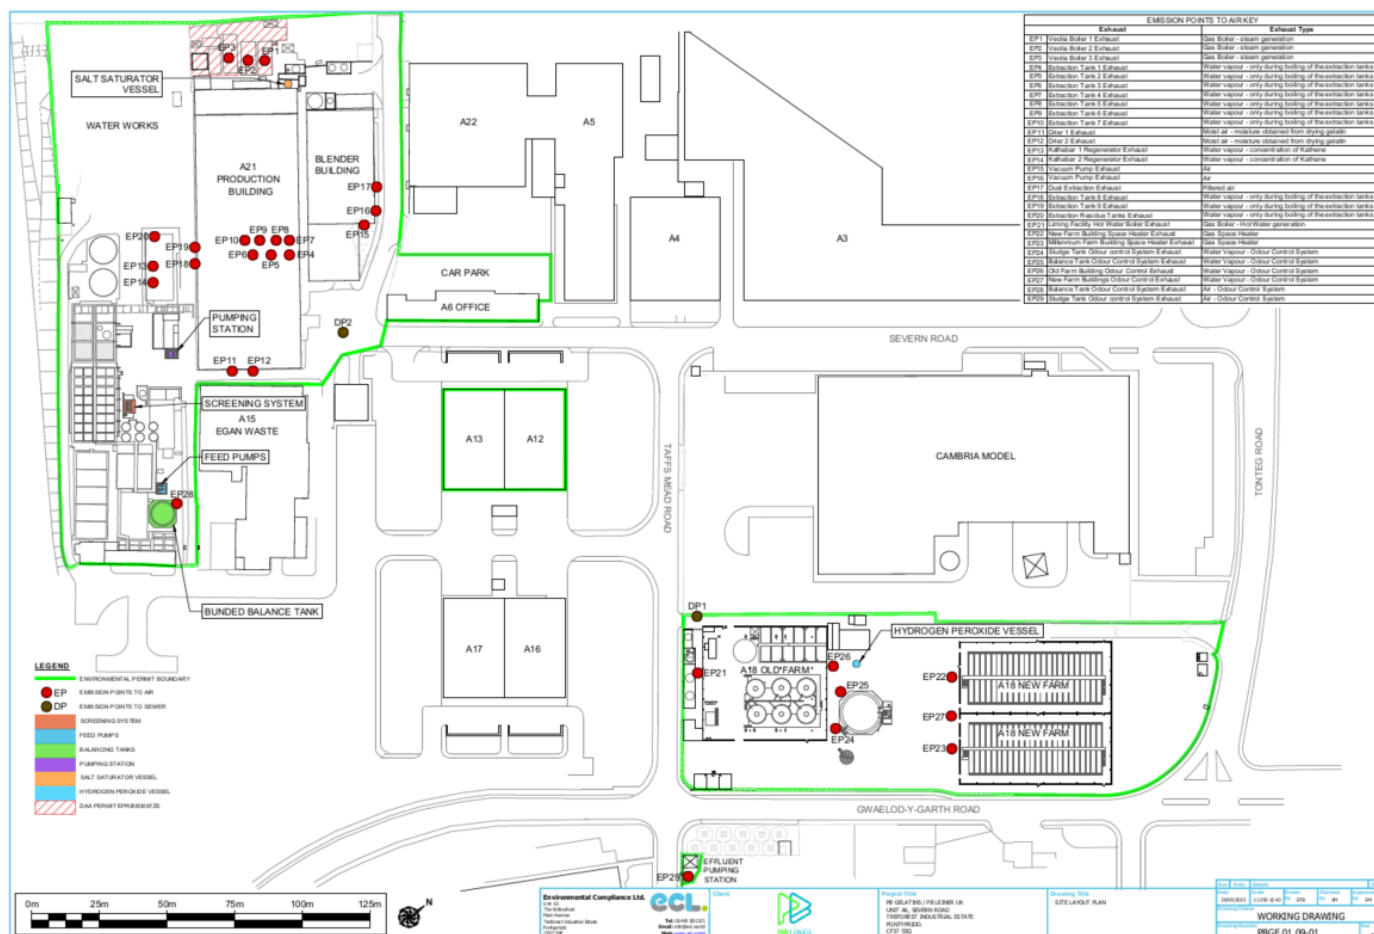 EMISSION POINTS TO AIR KEY
Exhaust Exhaust Type
EP1 Veolia Boiler 1 Exhaust Gas Boiler - steam generation
EP2 Veolia Boiler 2 Exhaust Gas Boiler - steam generation
EP3 Veolia Boiler 3 Exhaust Gas Boiler - steam generation
EP4 Extraction Tank 1 Exhaust Water vapour - only during boiling of the extraction tanks
EP5 Extraction Tank 2 Exhaust Water vapour - only during boiling of the extraction tanks
EP6 Extraction Tank 3 Exhaust Water vapour - only during boiling of the extraction tanks
EP7 Extraction Tank 4 Exhaust Water vapour - only during boiling of the extraction tanks
EP8 Extraction Tank 5 Exhaust Water vapour - only during boiling of the extraction tanks
EP9 Extraction Tank 6 Exhaust Water vapour - only during boiling of the extraction tanks
EP10 Extraction Tank 7 Exhaust Water vapour - only during boiling of the extraction tanks
EP11 Drier 1 Exhaust Moist air - moisture obtained from drying gelatin
EP12 Drier 2 Exhaust Moist air - moisture obtained from drying gelatin
EP13 Kathabar 1 Regenerator Exhaust Water vapour - concentration of Kathene
EP14 Kathabar 2 Regenerator Exhaust Water vapour - concentration of Kathene
EP15 Vacuum Pump Exhaust Air
EP16 Vacuum Pump Exhaust Air
EP17 Dust Extraction Exhaust Filtered air
EP18 Extraction Tank 8 Exhaust Water vapour - only during boiling of the extraction tanks
EP19 Extraction Tank 9 Exhaust Water vapour - only during boiling of the extraction tanks
EP20 Extraction Residue Tanks Exhaust Water vapour - only during boiling of the extraction tanks
EP21 Liming Facility Hot Water Boiler Exhaust Gas Boiler - Hot Water generation
EP22 New Farm Building Space Heater Exhaust Gas Space Heater
EP23 Millennium Farm Building Space Heater Exhaust Gas Space Heater
EP24 Sludge Tank Odour control System Exhaust Water Vapour - Odour Control System
EP25 Balance Tank Odour Control System Exhaust Water Vapour - Odour Control System
EP26 Old Farm Building Odour Control Exhaust Water Vapour - Odour Control System
EP27 New Farm Buildings Odour Control Exhaust Water Vapour - Odour Control System
EP28 Balance Tank Odour Control System Exhaust Air - Odour Control System
EP29 Sludge Tank Odour control System Exhaust Air - Odour Control System
EP3
EP1
EP2
SALT SATURATOR
VESSEL
WATER WORKS
A21
PRODUCTION
BUILDING
BLENDER
BUILDING
A22
A5
A4
A3
EP17
EP16
EP15
EP20
EP19
EP10
EP9
EP8
EP7
EP13
EP18
EP6
EP5
EP4
EP14
CAR PARK
A6 OFFICE
PUMPING
STATION
DP2
SEVERN ROAD
EP11
EP12
SCREENING SYSTEM
A15
EGAN WASTE
FEED PUMPS
EP28
A13
A12
TAFFS MEAD ROAD
CAMBRIA MODEL
TONTEG ROAD
BUNDED BALANCE TANK
DP1
HYDROGEN PEROXIDE VESSEL
A17
A16
EP21
A18 OLD "FARM"
EP26
EP25
EP24
EP22
A18 NEW FARM
EP27
A18 NEW FARM
EP23
GWAELOD-Y-GARTH ROAD
EFFLUENT
PUMPING
STATION
EP29
LEGEND
ENVIRONMENTAL PERMIT BOUNDARY
EP EMISSION POINTS TO AIR
DP EMISSION POINTS TO SEWER
SCREENING SYSTEM
FEED PUMPS
BALANCING TANKS
PUMPING STATION
SALT SATURATOR VESSEL
HYDROGEN PEROXIDE VESSEL
0m 25m 50m 75m 100m 125m
N
Environmental Compliance Ltd.
ecl.
Client
Project Title
PB GELATINS / PB LEINER UK
UNIT A6, SEVERN ROAD
TREFOREST INDUSTRIAL ESTATE
PONTYPRIDD.
CF37 5SQ
Drawing Title
SITE LAYOUT PLAN
WORKING DRAWING
PBGE 01 09-01